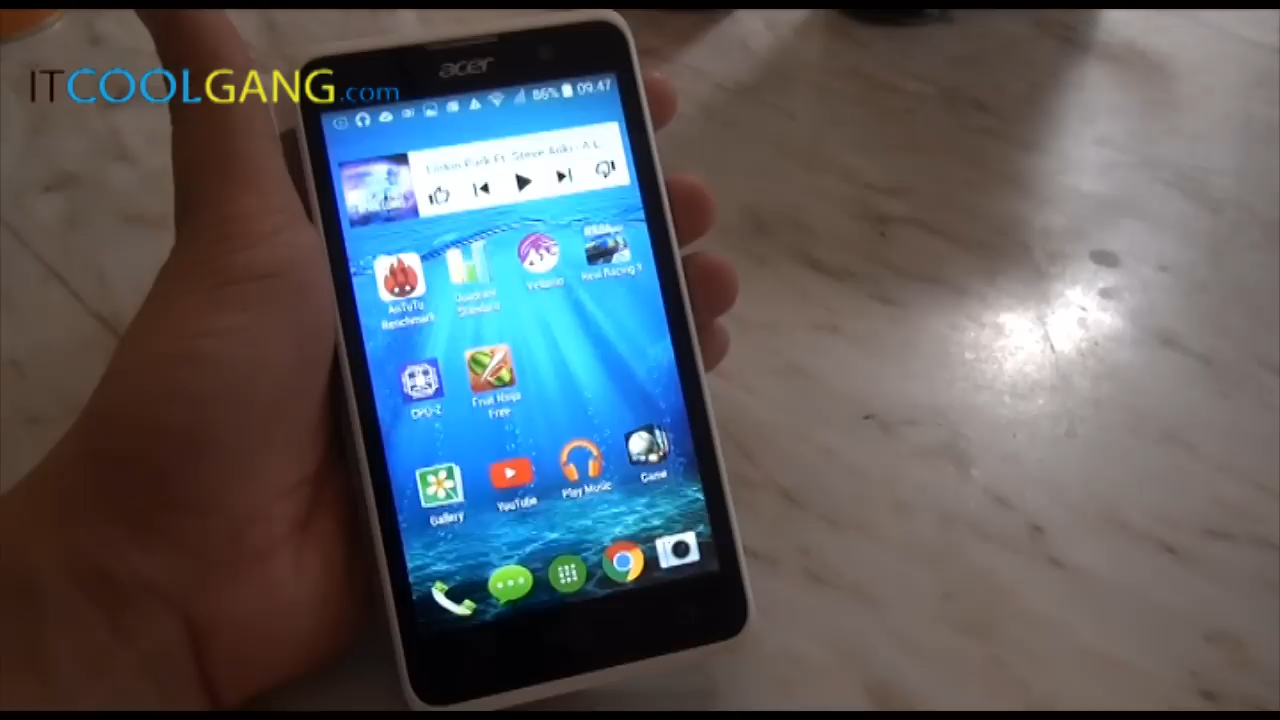 ITCOOLGANG.com
acer
86% 09.47
Linkin Park Ft. Steve Aoki - A L
AnTuTu
Benchmark
Quadrant
Standard
Vellamo
Real Racing 3
CPU-Z
Fruit Ninja
Free
Gallery
YouTube
Play Music
Game